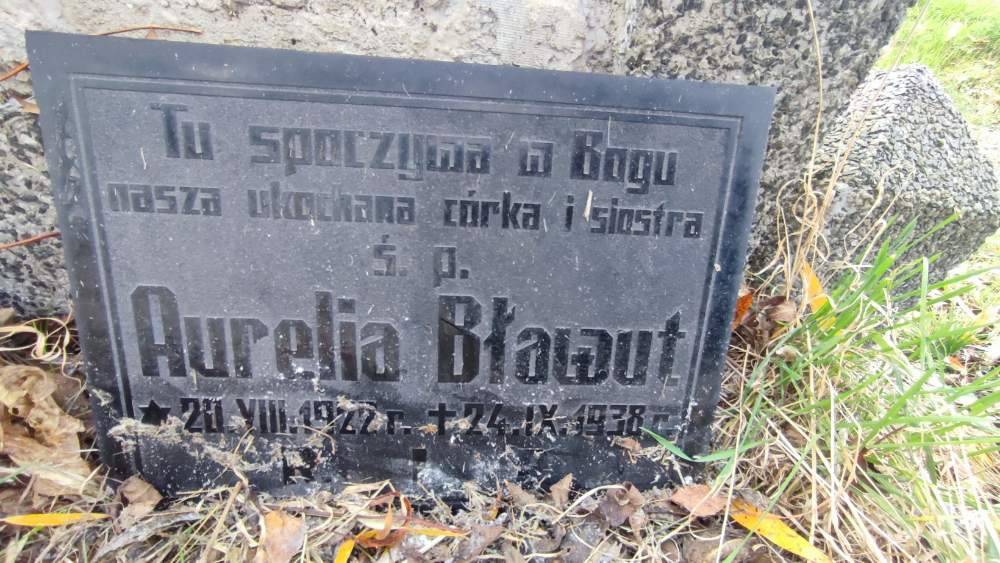 Tu spoczywa w Bogu
nasza ukochana córka i siostra
ś. p.
Aurelia Bławut
★ 20.VIII.1922 r. ✝ 24.IX.1938 r.